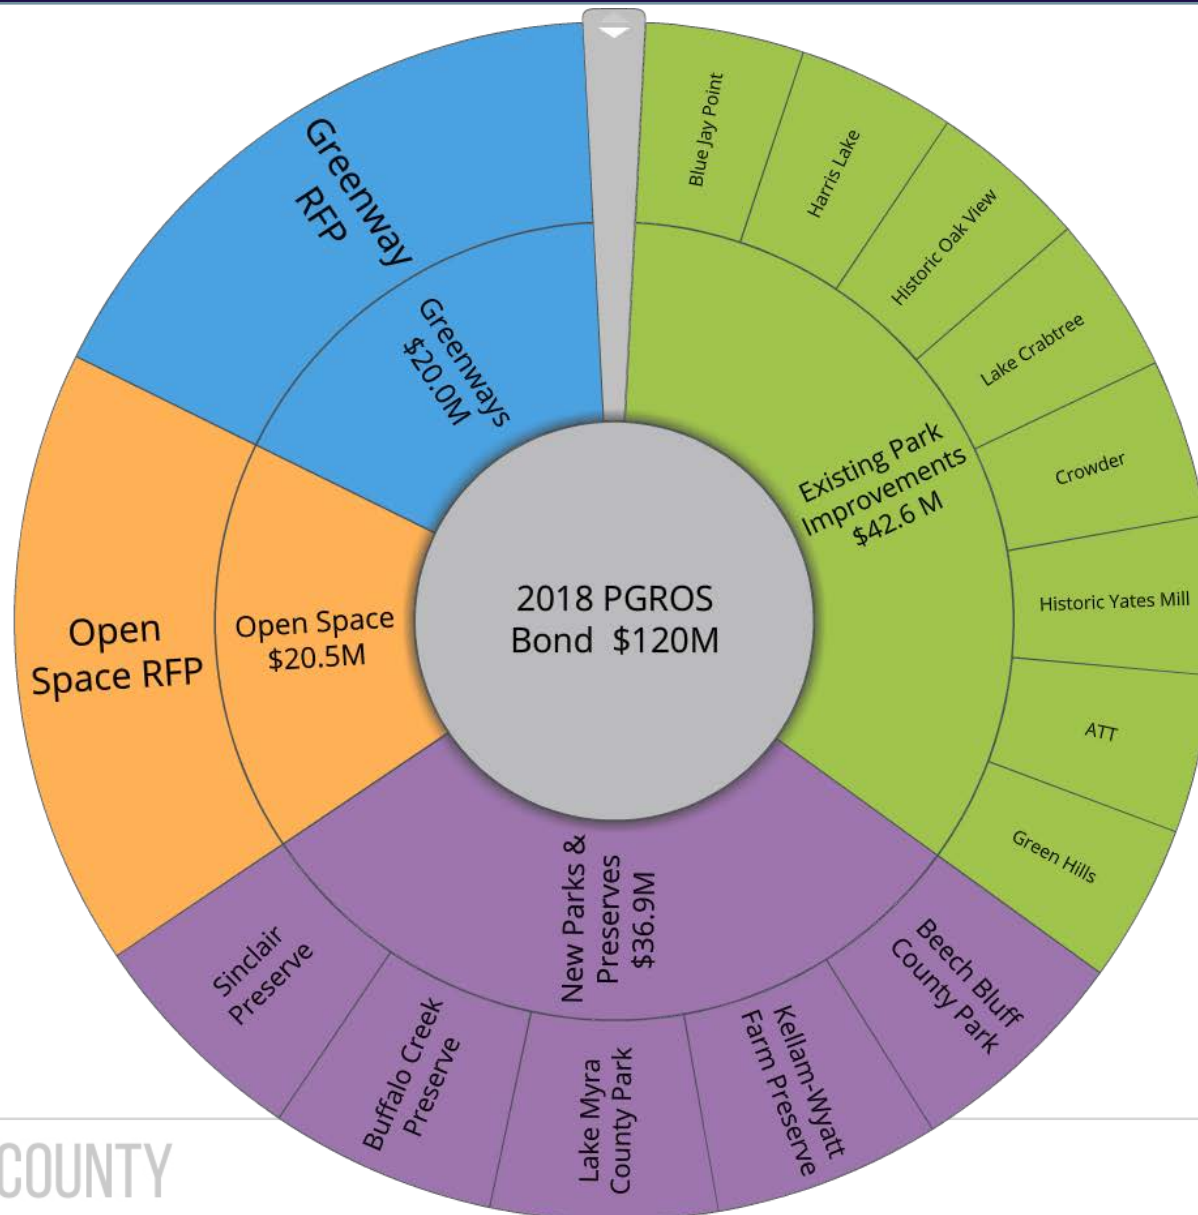 2018 PGROS
Bond $120M
Greenways
$20.0M
Greenway
RFP
Existing Park
Improvements
$42.6 M
Blue Jay Point
Harris Lake
Historic Oak View
Lake Crabtree
Crowder
Historic Yates Mill
ATT
Green Hills
New Parks &
Preserves
$36.9M
Beech Bluff
County Park
Kellam-Wyatt
Farm Preserve
Lake Myra
County Park
Buffalo Creek
Preserve
Sinclair
Preserve
Open Space
$20.5M
Open
Space RFP
COUNTY